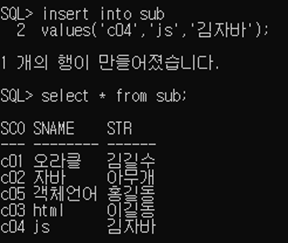 SQL> insert into sub
2 values('c04','js','김자바');
1 개의 행이 만들어졌습니다.
SQL> select * from sub;
SCO SNAME STR
--- -------- ------
c01 오라클 김길수
c02 자바 아무개
c05 객체언어 홍길동
c03 html 이길동
c04 js 김자바